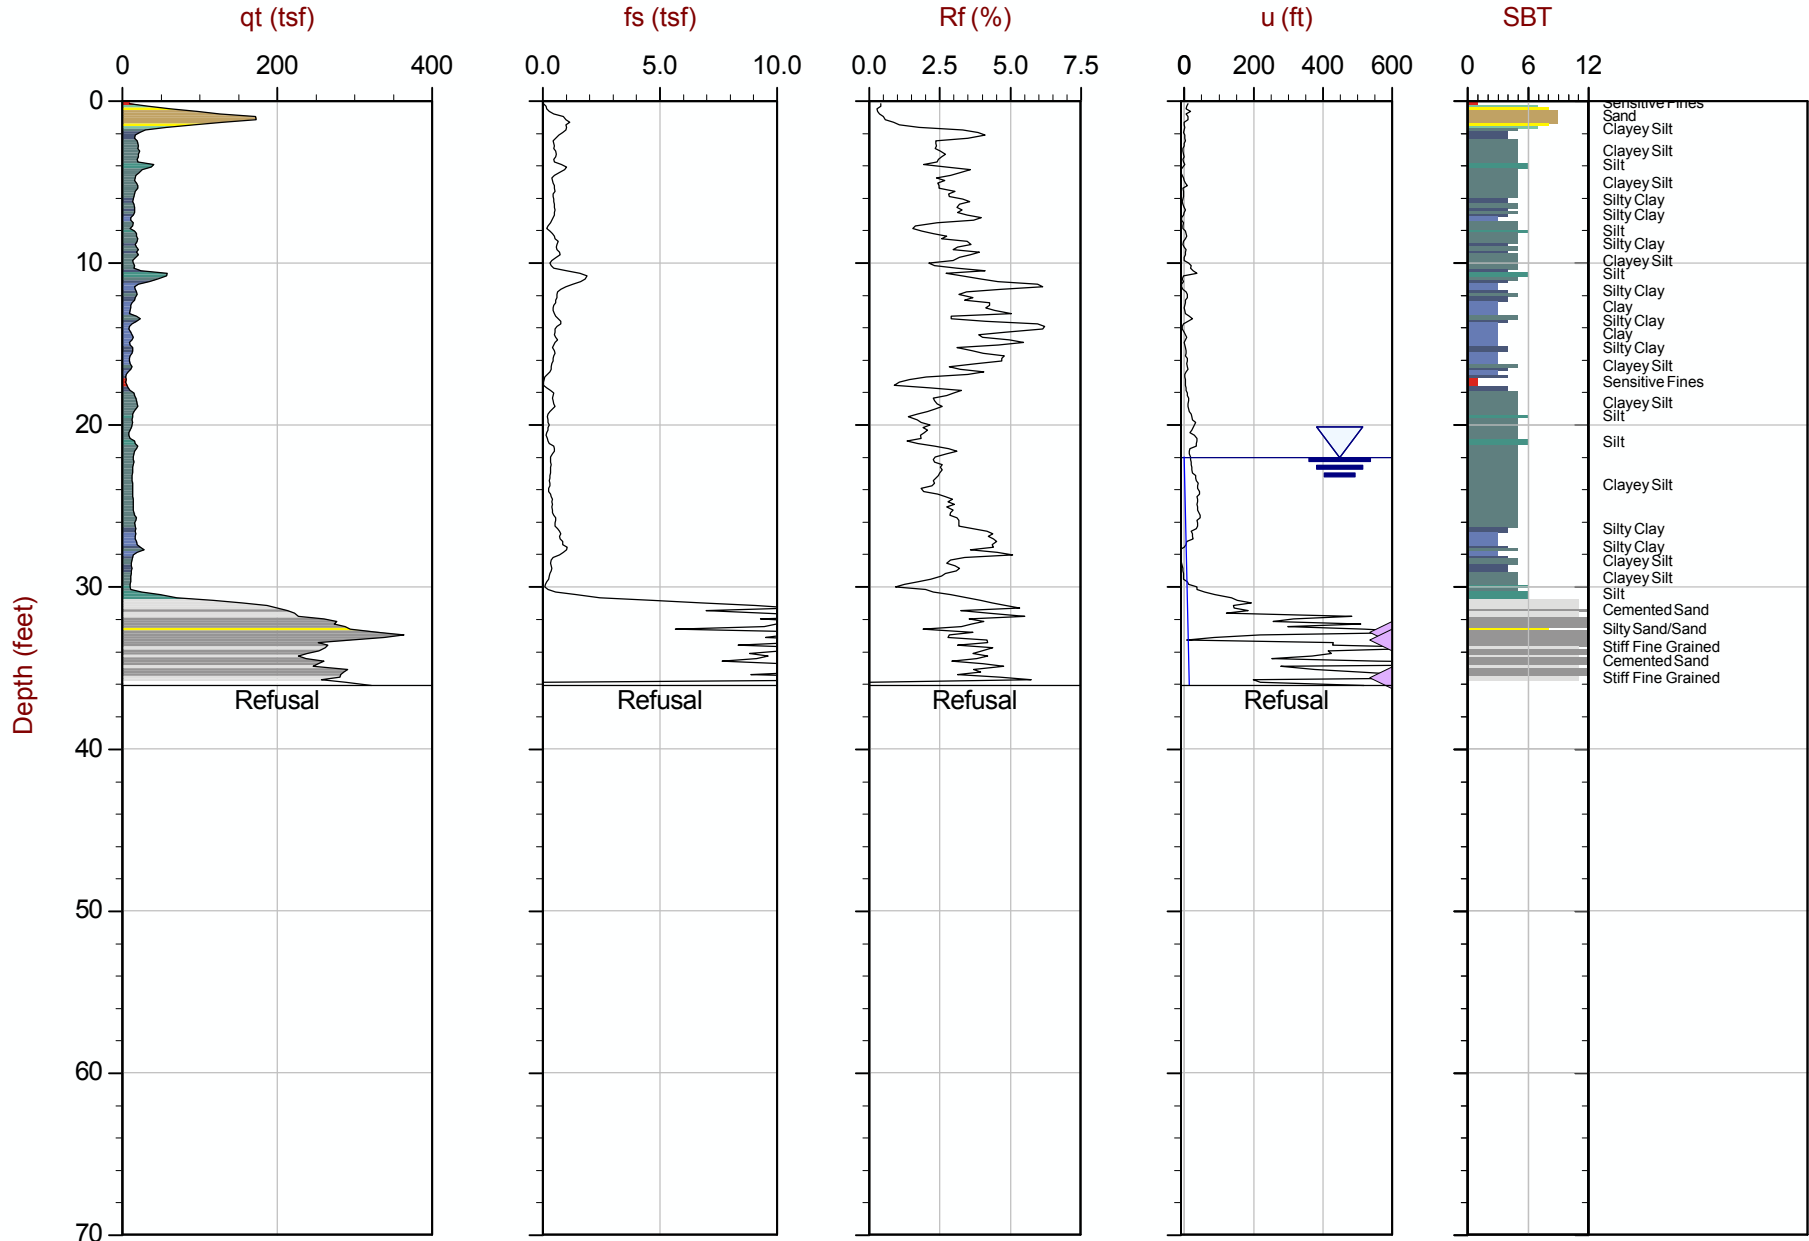 qt (tsf) fs (tsf) Rf (%) u (ft) SBT
0 200 400 0.0 5.0 10.0 0.0 2.5 5.0 7.5 0 200 400 600 0 6 12
0
10
20
30
40
50
60
70
Depth (feet)
Refusal Refusal Refusal Refusal
Sensitive Fines
Sand
Clayey Silt
Clayey Silt
Silt
Clayey Silt
Silty Clay
Silty Clay
Silt
Silty Clay
Clayey Silt
Silt
Silty Clay
Clay
Silty Clay
Clay
Silty Clay
Clayey Silt
Sensitive Fines
Clayey Silt
Silt
Silt
Clayey Silt
Silty Clay
Silty Clay
Clayey Silt
Clayey Silt
Silt
Cemented Sand
Silty Sand/Sand
Stiff Fine Grained
Cemented Sand
Stiff Fine Grained